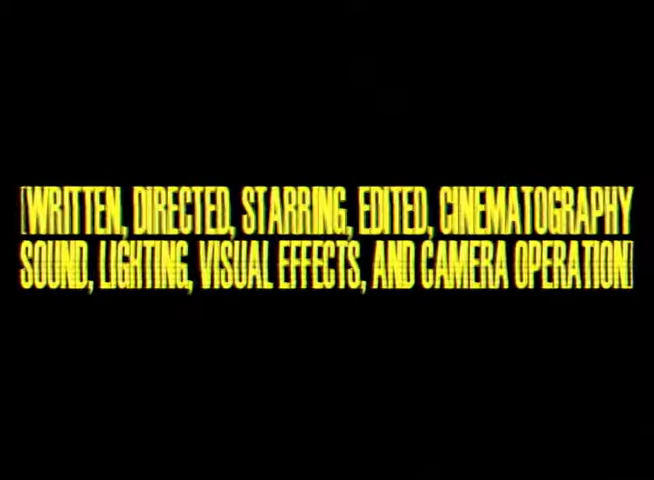 [WRITTEN, DIRECTED, STARRING, EDITED, CINEMATOGRAPHY
SOUND, LIGHTING, VISUAL EFFECTS, AND CAMERA OPERATION]